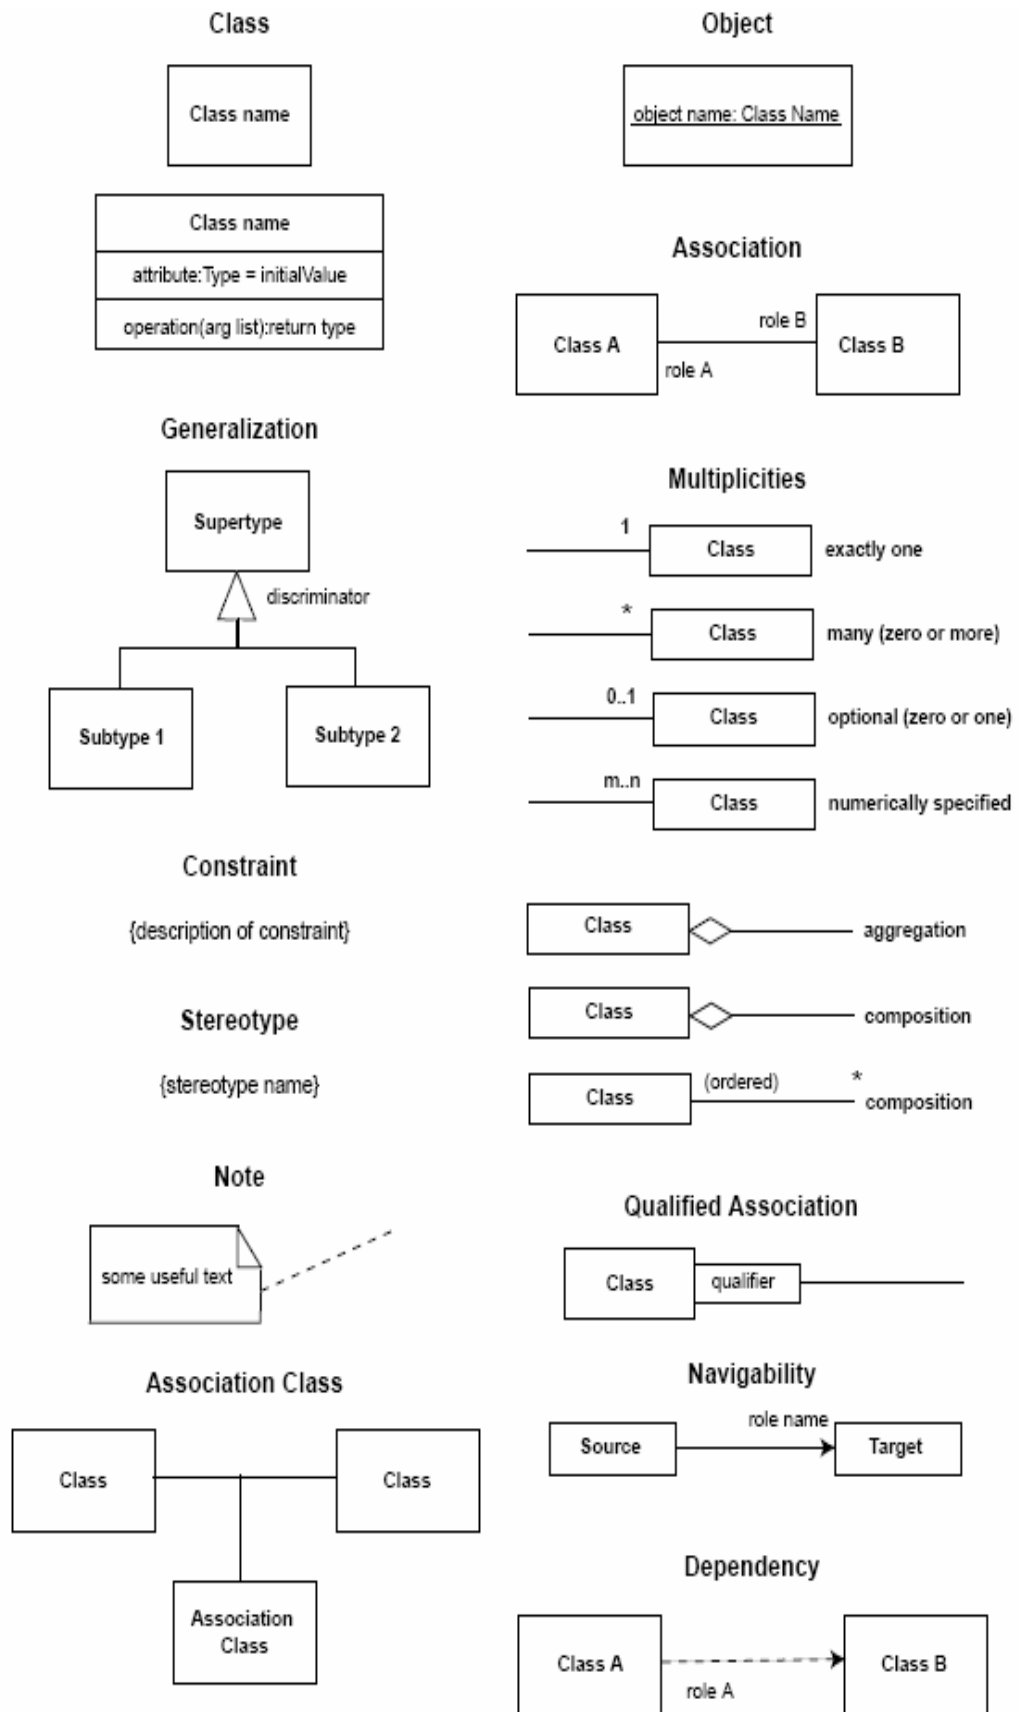 Class
Class name
Class name
attribute:Type = initialValue
operation(arg list):return type
Generalization
Supertype
discriminator
Subtype 1
Subtype 2
Constraint
{description of constraint}
Stereotype
{stereotype name}
Note
some useful text
Association Class
Class
Class
Association
Class
Object
object name: Class Name
Association
Class A
role B
role A
Class B
Multiplicities
1
Class
exactly one
*
Class
many (zero or more)
0..1
Class
optional (zero or one)
m..n
Class
numerically specified
Class
aggregation
Class
composition
Class
(ordered)
*
composition
Qualified Association
Class
qualifier
Navigability
Source
role name
Target
Dependency
Class A
role A
Class B